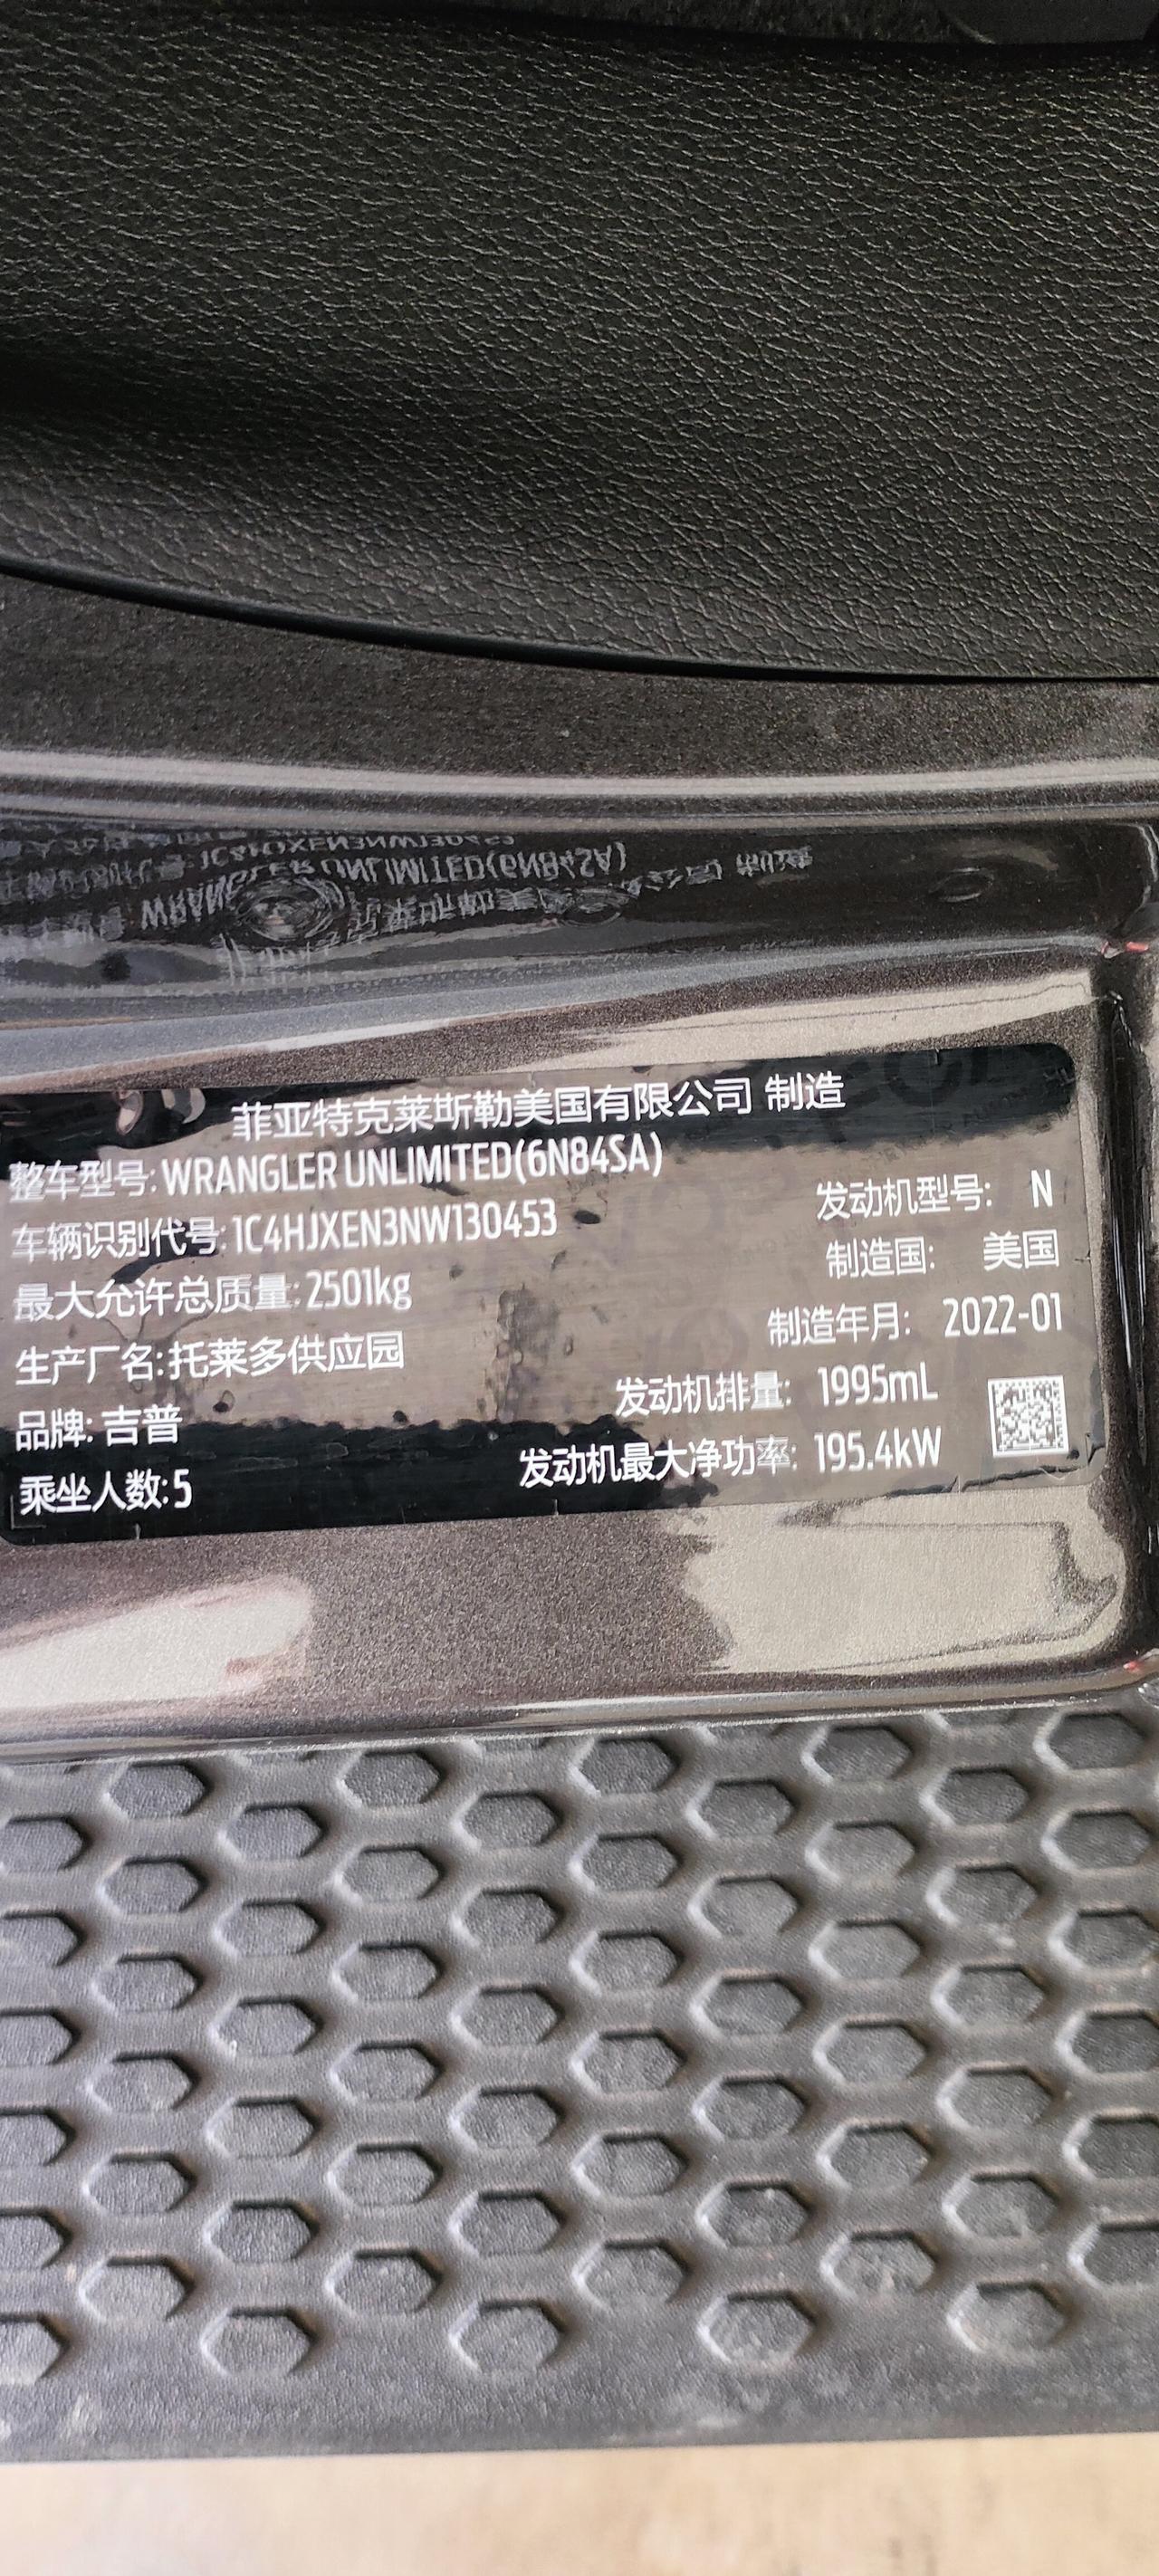 菲亚特克莱斯勒美国有限公司 制造
整车型号: WRANGLER UNLIMITED(6N84SA)
车辆识别代号: 1C4HJXEN3NW130453
发动机型号: N
最大允许总质量: 2501kg
制造国: 美国
生产厂名: 托莱多供应园
制造年月: 2022-01
品牌: 吉普
发动机排量: 1995mL
乘坐人数: 5
发动机最大净功率: 195.4kW